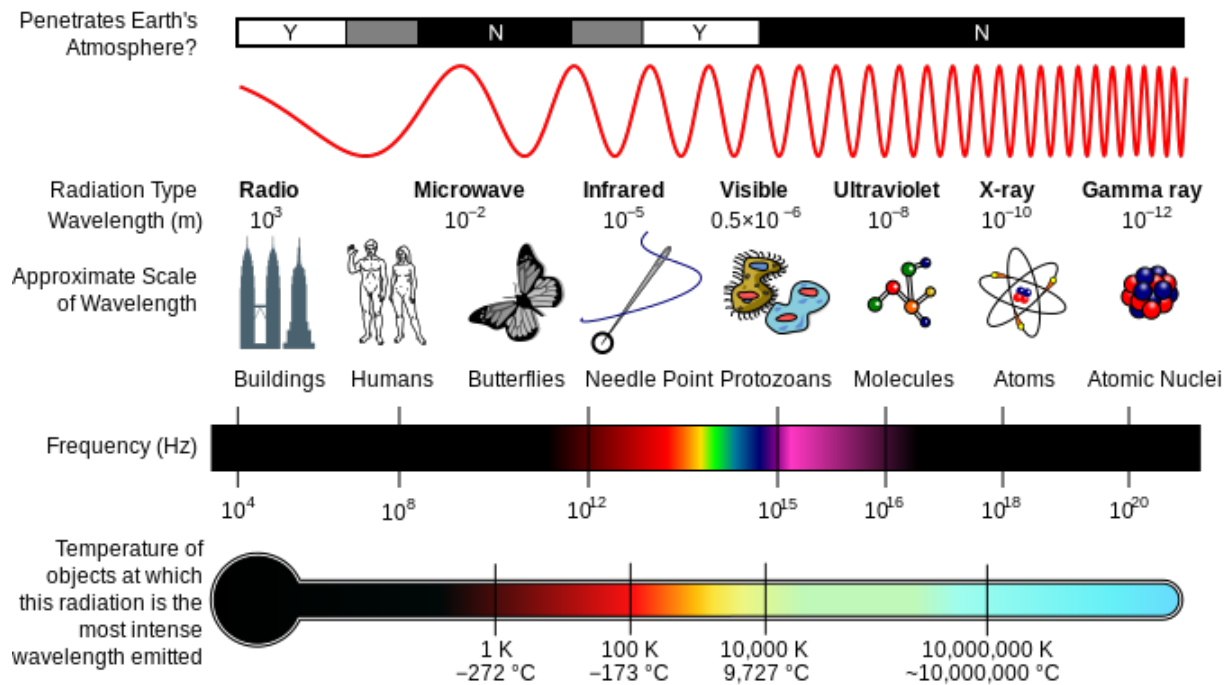 Penetrates Earth's
Atmosphere?
Y N Y N
Radiation Type
Radio Microwave Infrared Visible Ultraviolet X-ray Gamma ray
Wavelength (m)
10³ 10⁻² 10⁻⁵ 0.5×10⁻⁶ 10⁻⁸ 10⁻¹⁰ 10⁻¹²
Approximate Scale
of Wavelength
Buildings Humans Butterflies Needle Point Protozoans Molecules Atoms Atomic Nuclei
Frequency (Hz)
10⁴ 10⁸ 10¹² 10¹⁵ 10¹⁶ 10¹⁸ 10²⁰
Temperature of
objects at which
this radiation is the
most intense
wavelength emitted
1 K 100 K 10,000 K 10,000,000 K
−272 °C −173 °C 9,727 °C ~10,000,000 °C